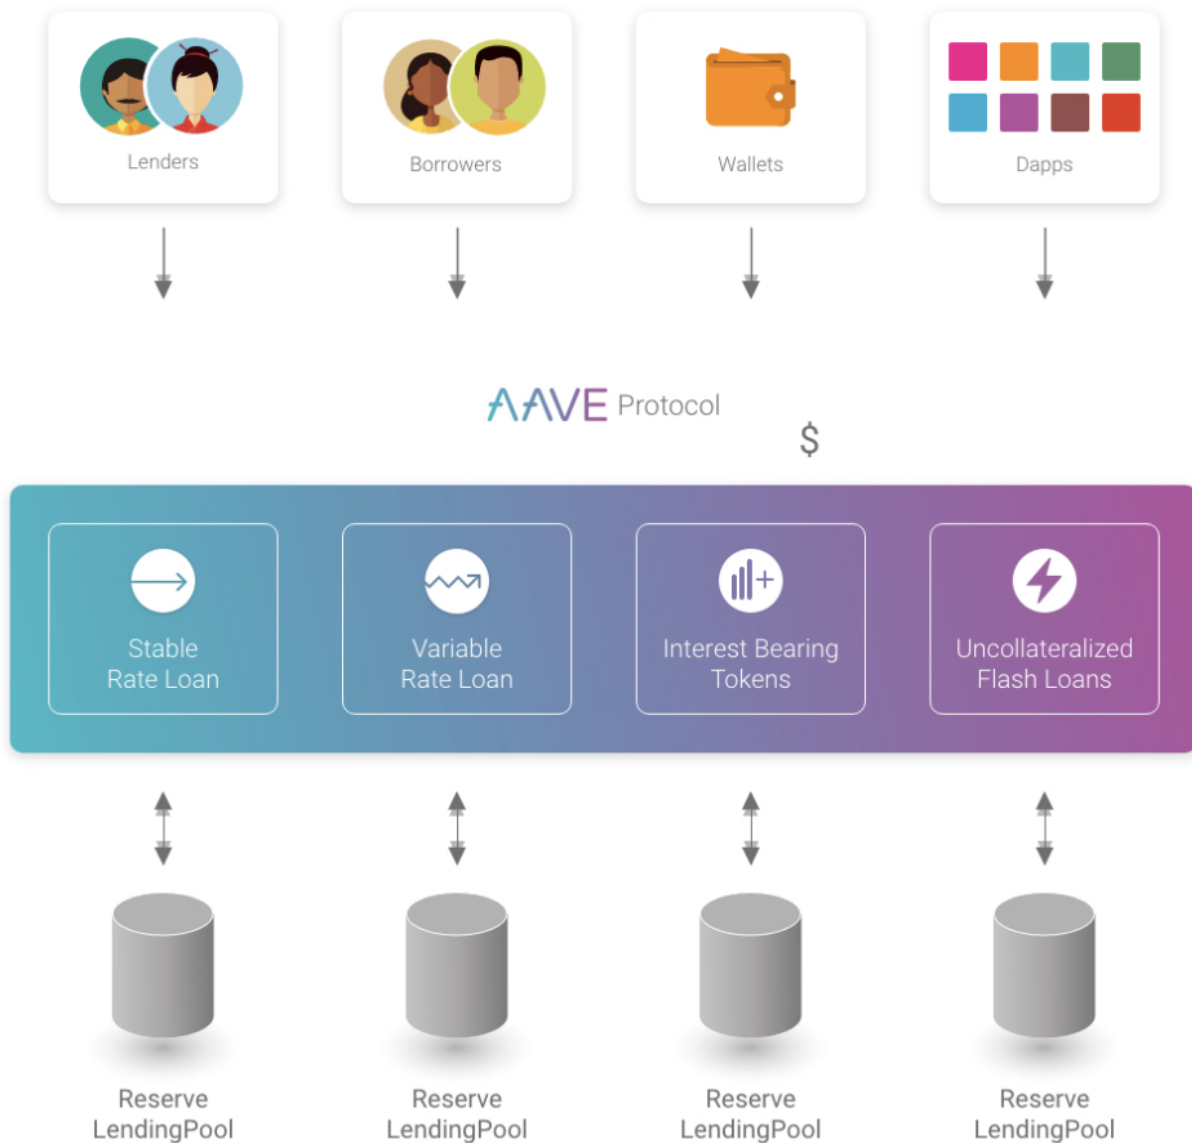 Lenders
Borrowers
Wallets
Dapps
AAVE Protocol
$
Stable
Rate Loan
Variable
Rate Loan
Interest Bearing
Tokens
Uncollateralized
Flash Loans
Reserve
LendingPool
Reserve
LendingPool
Reserve
LendingPool
Reserve
LendingPool